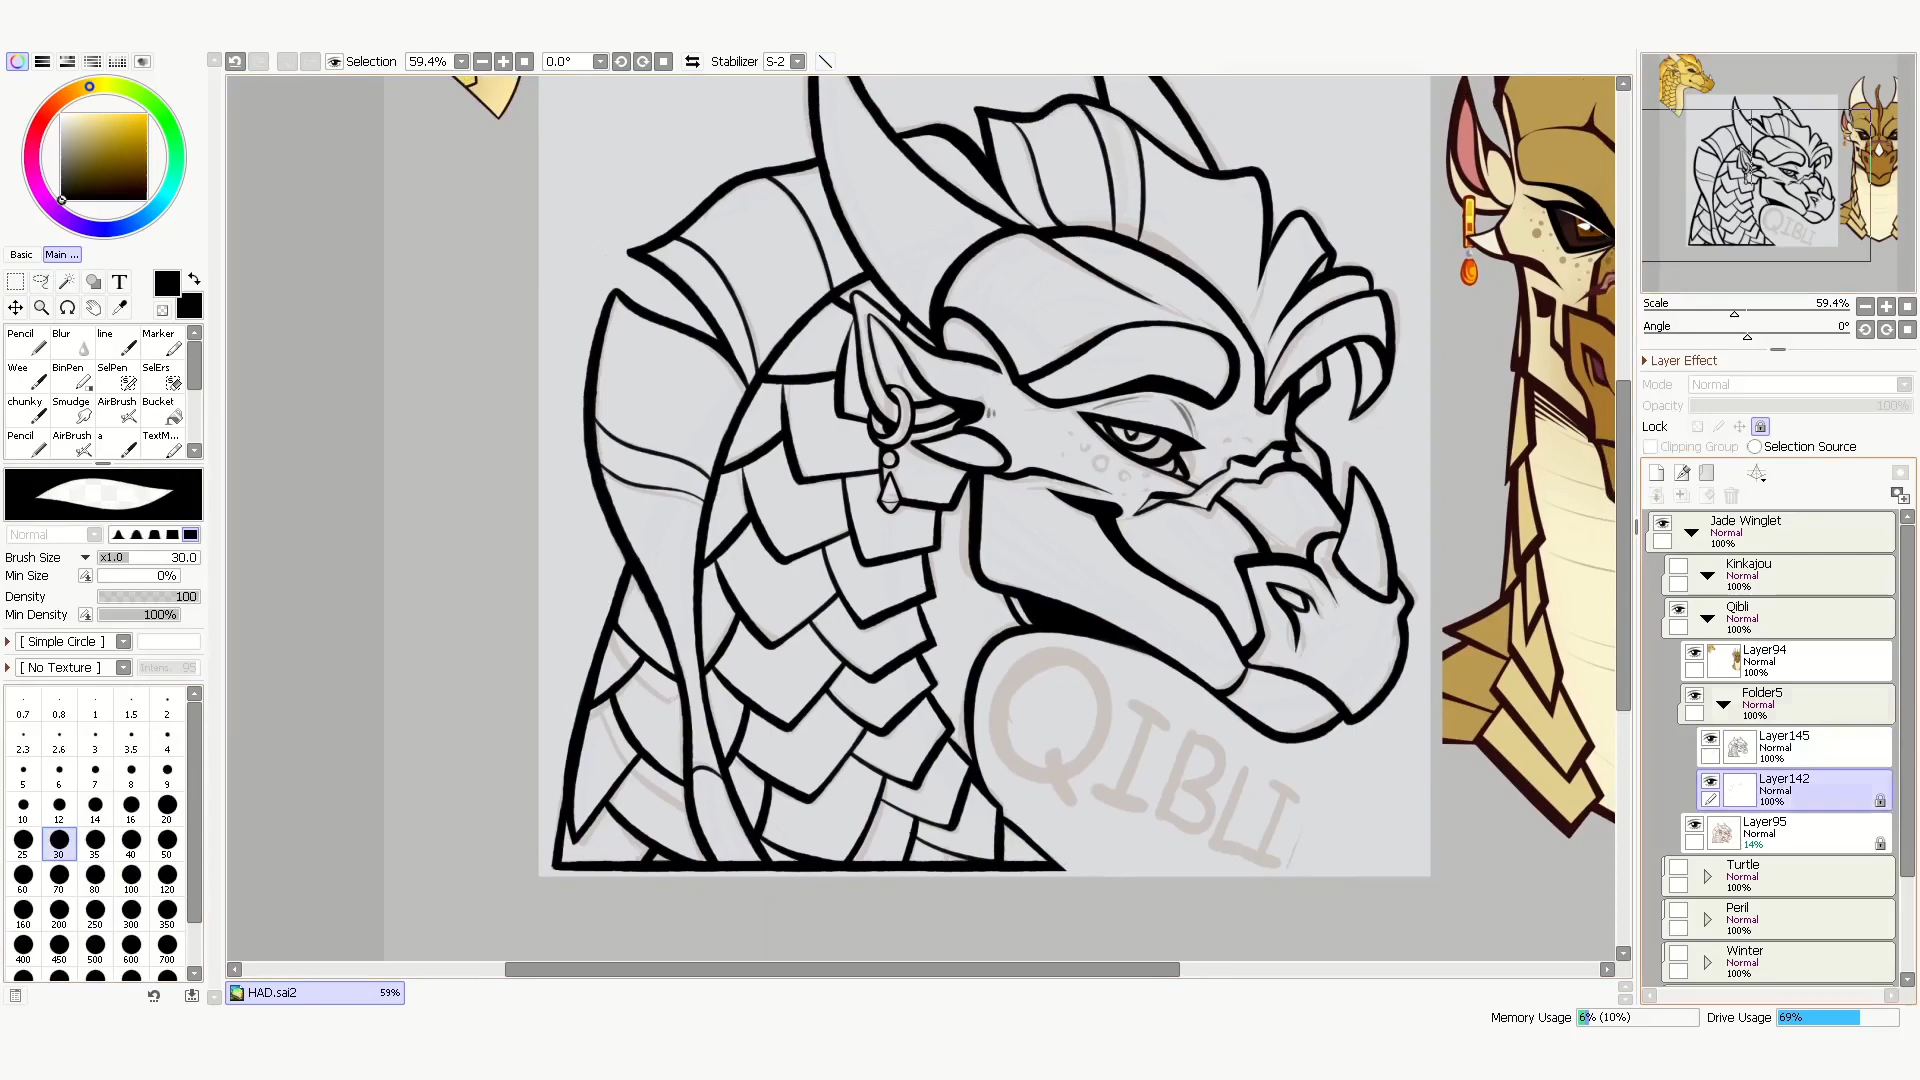 Selection 59.4% 0.0° Stabilizer S-2
Basic Main ...
T
Pencil Blur line Marker
Wee BinPen SelPen SelErs
chunky Smudge AirBrush Bucket
Pencil AirBrush a TextM...
Normal
Brush Size x1.0 30.0
Min Size 0%
Density 100
Min Density 100%
[ Simple Circle ]
[ No Texture ] Intens. 95
0.7 0.8 1 1.5 2
2.3 2.6 3 3.5 4
5 6 7 8 9
10 12 14 16 20
25 30 35 40 50
60 70 80 100 120
160 200 250 300 350
400 450 500 600 700
QIBLI
HAD.sai2 59%
QIBLI
Scale 59.4%
Angle 0°
Layer Effect
Mode Normal
Opacity 100%
Lock
Clipping Group Selection Source
Jade Winglet
Normal
100%
Kinkajou
Normal
100%
Qibli
Normal
100%
Layer94
Normal
100%
Folder5
Normal
100%
Layer145
Normal
100%
Layer142
Normal
100%
Layer95
Normal
14%
Turtle
Normal
100%
Peril
Normal
100%
Winter
Normal
100%
Memory Usage 6% (10%) Drive Usage 69%